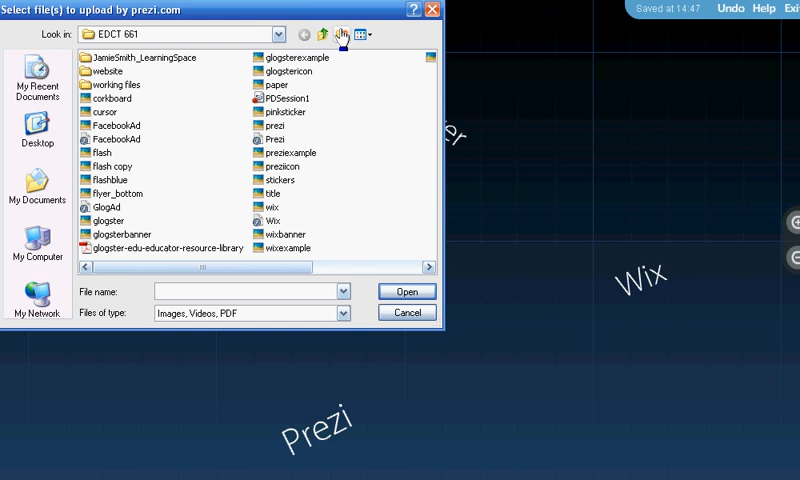 Select file(s) to upload by prezi.com
Saved at 14:47 Undo Help Exi
Look in: EDCT 661
My Recent Documents
Desktop
My Documents
My Computer
My Network
JamieSmith_LearningSpace
website
working files
corkboard
cursor
FacebookAd
FacebookAd
flash
flash copy
flashblue
flyer_bottom
GlogAd
glogster
glogsterbanner
glogster-edu-educator-resource-library
glogsterexample
glogstericon
paper
PDSession1
pinksticker
prezi
Prezi
preziexample
preziicon
stickers
title
wix
Wix
wixbanner
wixexample
File name:
Open
Files of type: Images, Videos, PDF
Cancel
er
Wix
Prezi